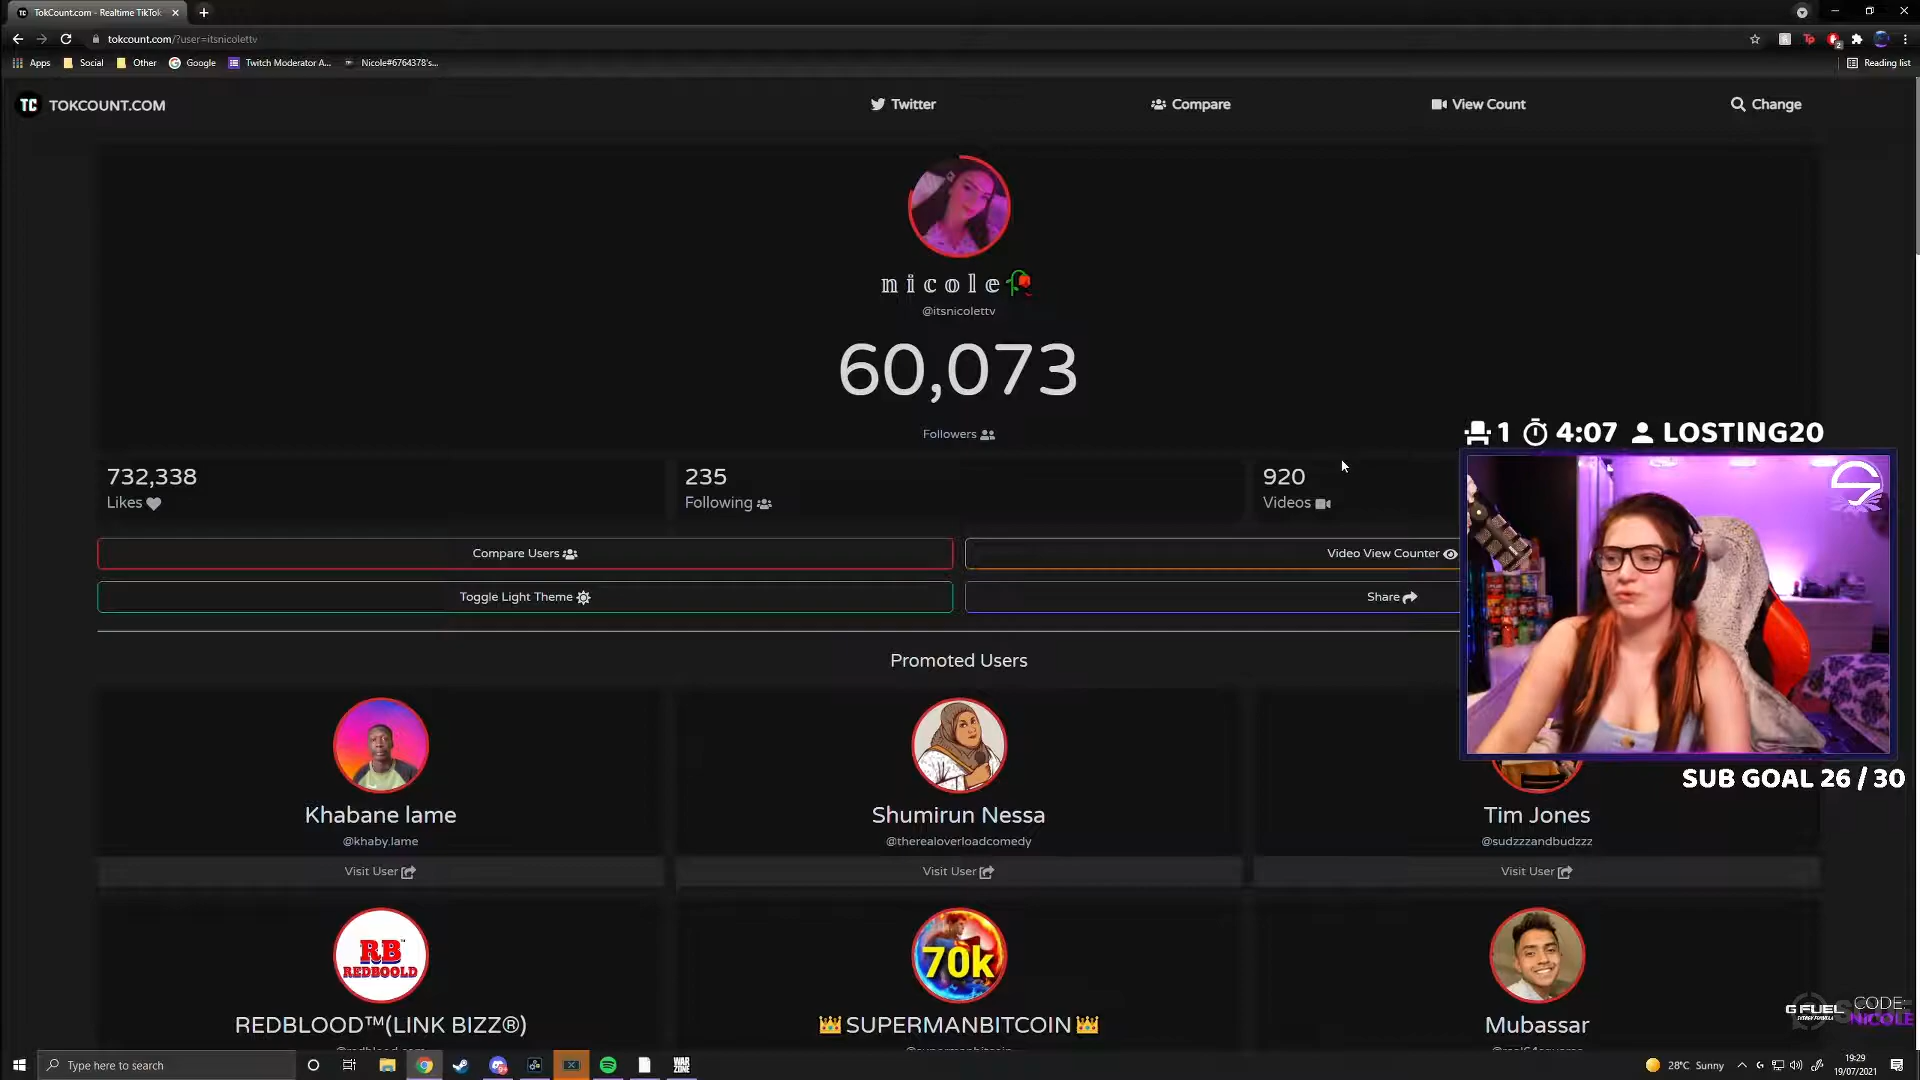 TokCount.com - Realtime TikTok
tokcount.com/?user=itsnicolettv
Apps Social Other Google Twitch Moderator A... Nicole#6764378's... Reading list
TC TOKCOUNT.COM Twitter Compare View Count Change
𝕟 𝕚 𝕔 𝕠 𝕝 𝕖🥀
@itsnicolettv
60,073
Followers
732,338 235 920
Likes Following Videos
1 4:07 LOSTING20
Compare Users Video View Counter
Toggle Light Theme Share
Promoted Users
SUB GOAL 26 / 30
Khabane lame Shumirun Nessa Tim Jones
@khaby.lame @therealoverloadcomedy @sudzzzandbudzzz
Visit User Visit User Visit User
RB REDBOOLD
70k
REDBLOOD™(LINK BIZZ®) 👑SUPERMANBITCOIN👑 Mubassar
G FUEL CODE:
NICOLE
Type here to search
WAR
ZONE
28°C Sunny
19:29
19/07/2021